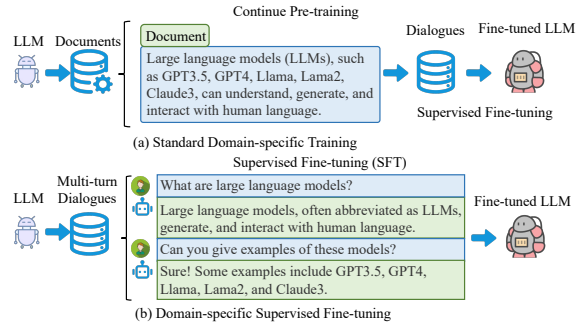 Continue Pre-training
LLM
Documents
Document
Large language models (LLMs), such
as GPT3.5, GPT4, Llama, Lama2,
Claude3, can understand, generate, and
interact with human language.
Dialogues
Fine-tuned LLM
Supervised Fine-tuning
(a) Standard Domain-specific Training
Supervised Fine-tuning (SFT)
LLM
Multi-turn
Dialogues
What are large language models?
Large language models, often abbreviated as LLMs,
generate, and interact with human language.
Can you give examples of these models?
Sure! Some examples include GPT3.5, GPT4,
Llama, Lama2, and Claude3.
Fine-tuned LLM
(b) Domain-specific Supervised Fine-tuning